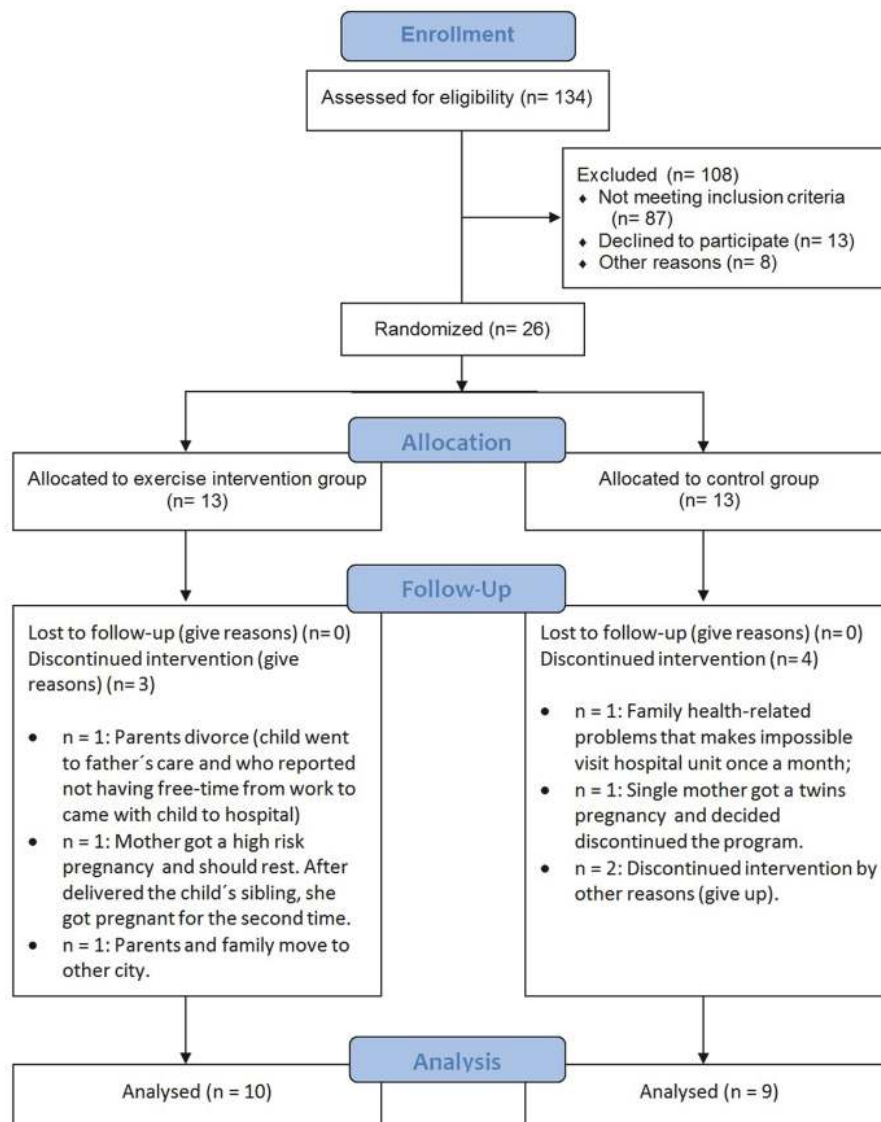 Enrollment
Assessed for eligibility (n= 134)
Excluded (n= 108)
♦ Not meeting inclusion criteria
(n= 87)
♦ Declined to participate (n= 13)
♦ Other reasons (n= 8)
Randomized (n= 26)
Allocation
Allocated to exercise intervention group
(n= 13)
Allocated to control group
(n= 13)
Follow-Up
Lost to follow-up (give reasons) (n= 0)
Discontinued intervention (give
reasons) (n= 3)
• n = 1: Parents divorce (child went
to father´s care and who reported
not having free-time from work to
came with child to hospital)
• n = 1: Mother got a high risk
pregnancy and should rest. After
delivered the child´s sibling, she
got pregnant for the second time.
• n = 1: Parents and family move to
other city.
Lost to follow-up (give reasons) (n= 0)
Discontinued intervention (n= 4)
• n = 1: Family health-related
problems that makes impossible
visit hospital unit once a month;
• n = 1: Single mother got a twins
pregnancy and decided
discontinued the program.
• n = 2: Discontinued intervention by
other reasons (give up).
Analysis
Analysed (n = 10)
Analysed (n = 9)